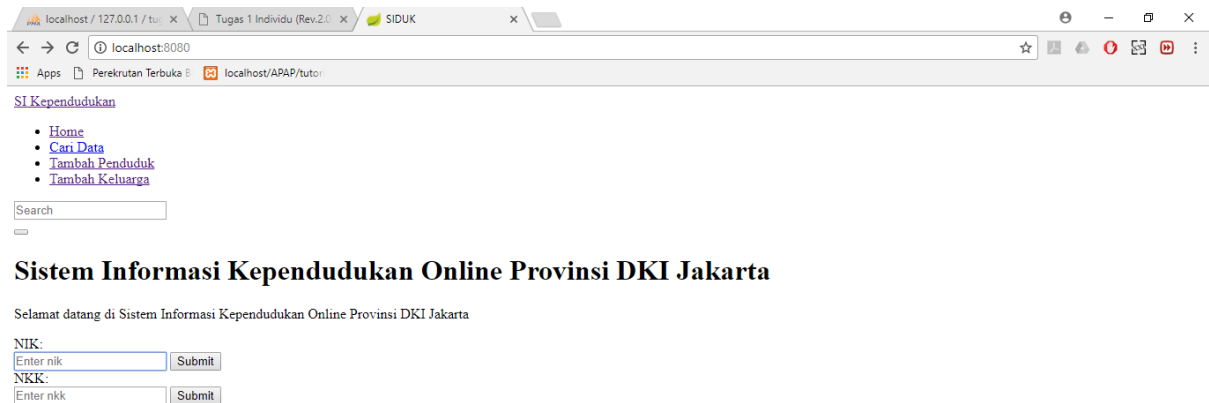 localhost / 127.0.0.1 / tug
Tugas 1 Individu (Rev.2.0
SIDUK
localhost:8080
Apps
Perekrutan Terbuka B
localhost/APAP/tutori
SI Kependudukan
Home
Cari Data
Tambah Penduduk
Tambah Keluarga
Search
Sistem Informasi Kependudukan Online Provinsi DKI Jakarta
Selamat datang di Sistem Informasi Kependudukan Online Provinsi DKI Jakarta
NIK:
Enter nik Submit
NKK:
Enter nkk Submit